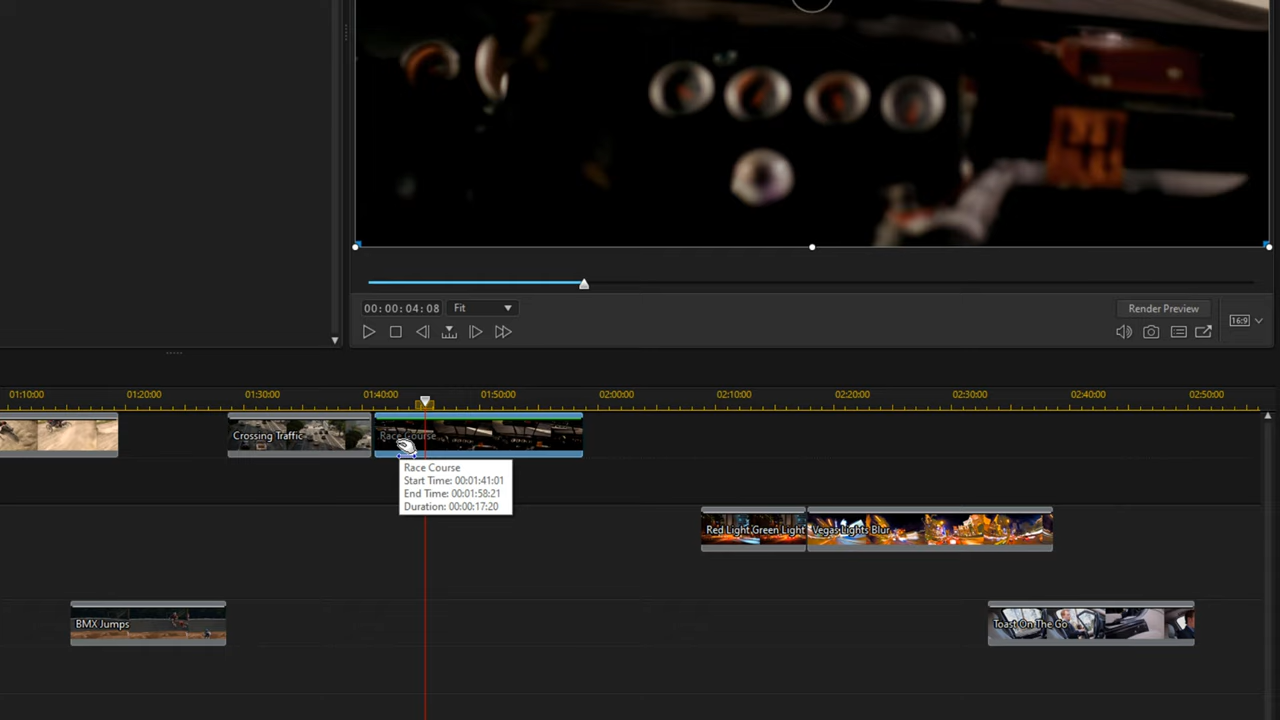 00:00:04:08 Fit Render Preview 16:9
01:10:00 01:20:00 01:30:00 01:40:00 01:50:00 02:00:00 02:10:00 02:20:00 02:30:00 02:40:00 02:50:00
Crossing Traffic Race Course
Race Course
Start Time: 00:01:41:01
End Time: 00:01:58:21
Duration: 00:00:17:20
Red Light Green Light Vegas Lights Blur
BMX Jumps Toast On The Go